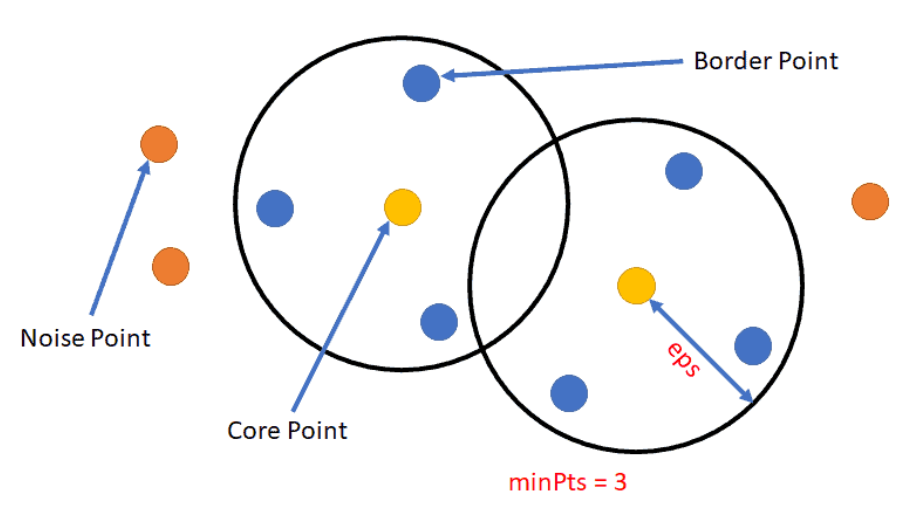 Border Point
Noise Point
eps
Core Point
minPts = 3